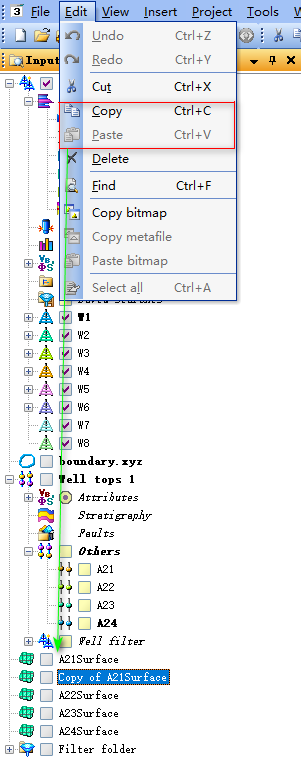 3 File Edit View Insert Project Tools
Input
Undo Ctrl+Z
Redo Ctrl+Y
Cut Ctrl+X
Copy Ctrl+C
Paste Ctrl+V
Delete
Find Ctrl+F
Copy bitmap
Copy metafile
Paste bitmap
Select all Ctrl+A
W1
W2
W3
W4
W5
W6
W7
W8
boundary.xyz
Well tops 1
Attributes
Stratigraphy
Faults
Others
A21
A22
A23
A24
Well filter
A21Surface
Copy of A21Surface
A22Surface
A23Surface
A24Surface
Filter folder